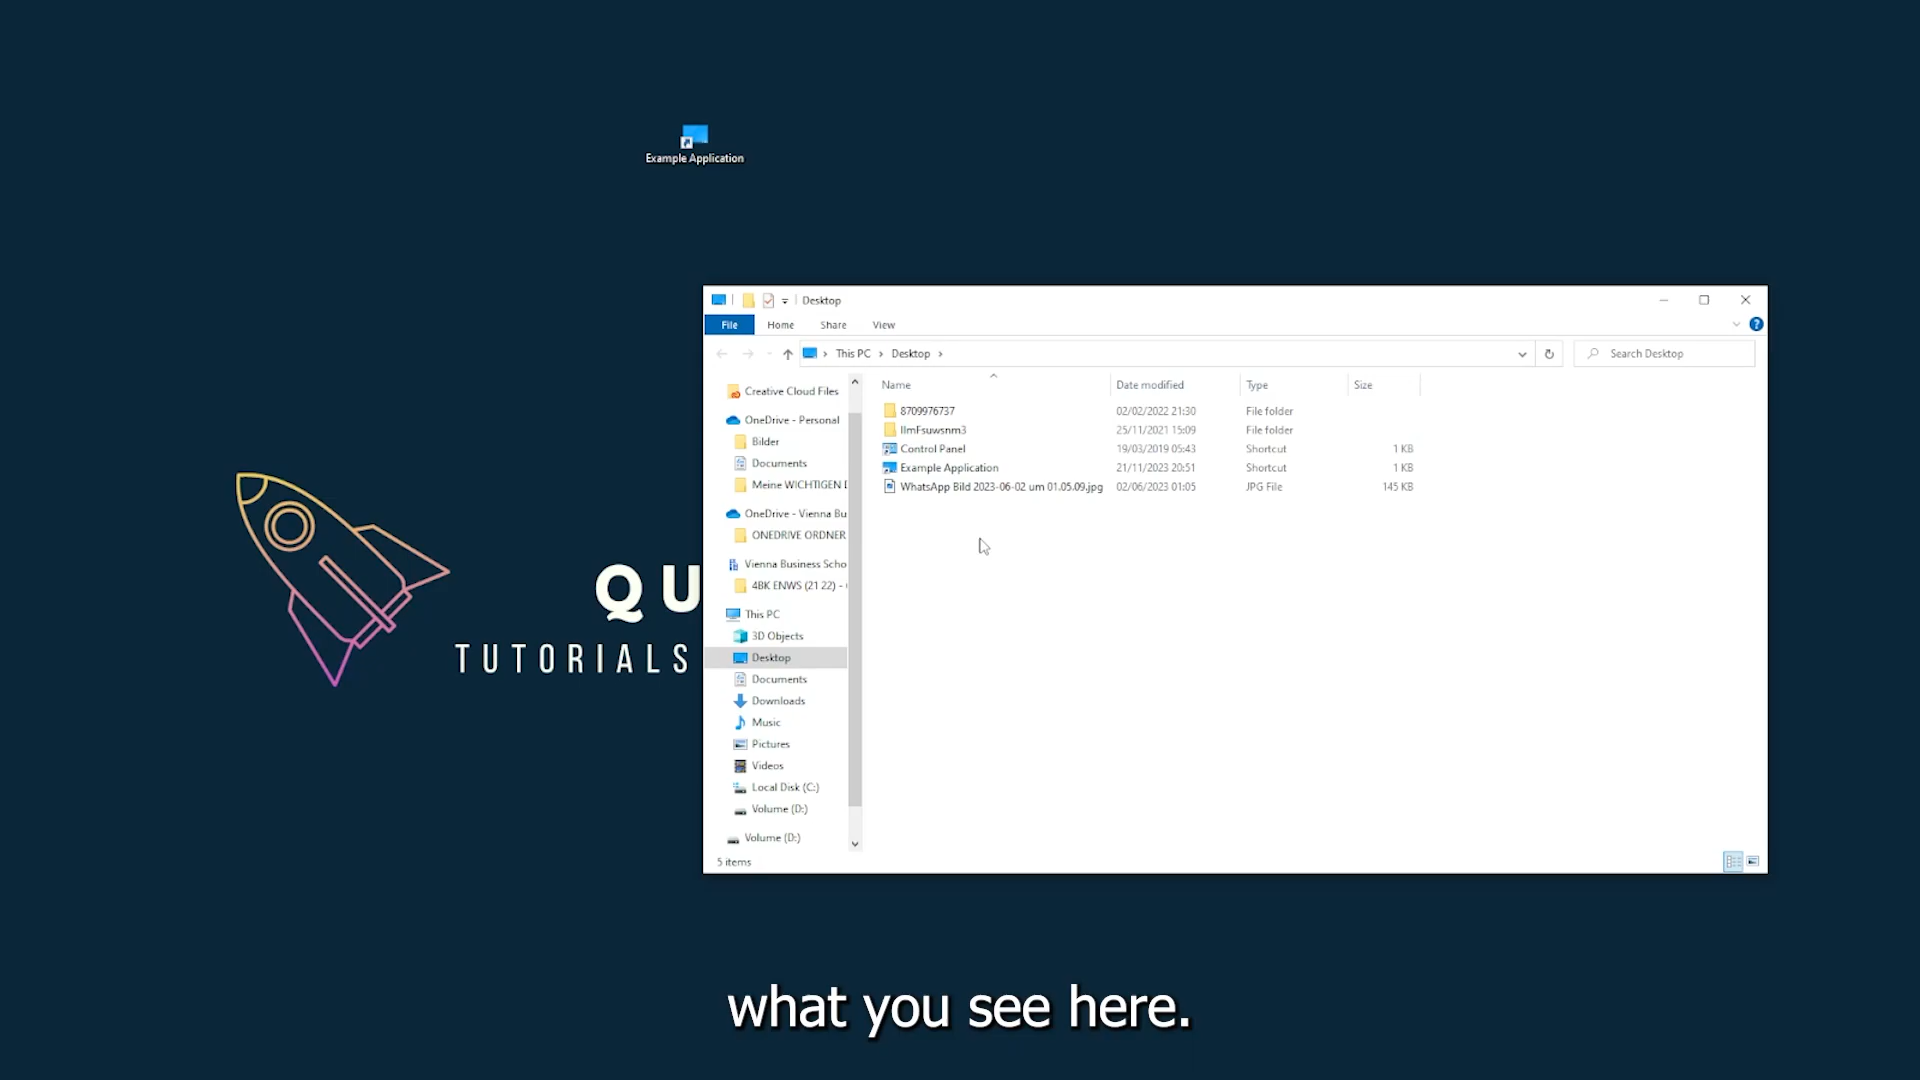 Example Application
Desktop
File Home Share View
This PC Desktop
Search Desktop
Name Date modified Type Size
8709976737 02/02/2022 21:30 File folder
IlmFsuwsnm3 25/11/2021 15:09 File folder
Control Panel 19/03/2019 05:43 Shortcut 1 KB
Example Application 21/11/2023 20:51 Shortcut 1 KB
WhatsApp Bild 2023-06-02 um 01.05.09.jpg 02/06/2023 01:05 JPG File 145 KB
Creative Cloud Files
OneDrive - Personal
Bilder
Documents
Meine WICHTIGEN
OneDrive - Vienna Bu
ONEDRIVE ORDNER
Vienna Business Scho
4BK ENWS (21 22) -
This PC
3D Objects
Desktop
Documents
Downloads
Music
Pictures
Videos
Local Disk (C:)
Volume (D:)
Volume (D:)
5 items
QU
TUTORIALS
what you see here.